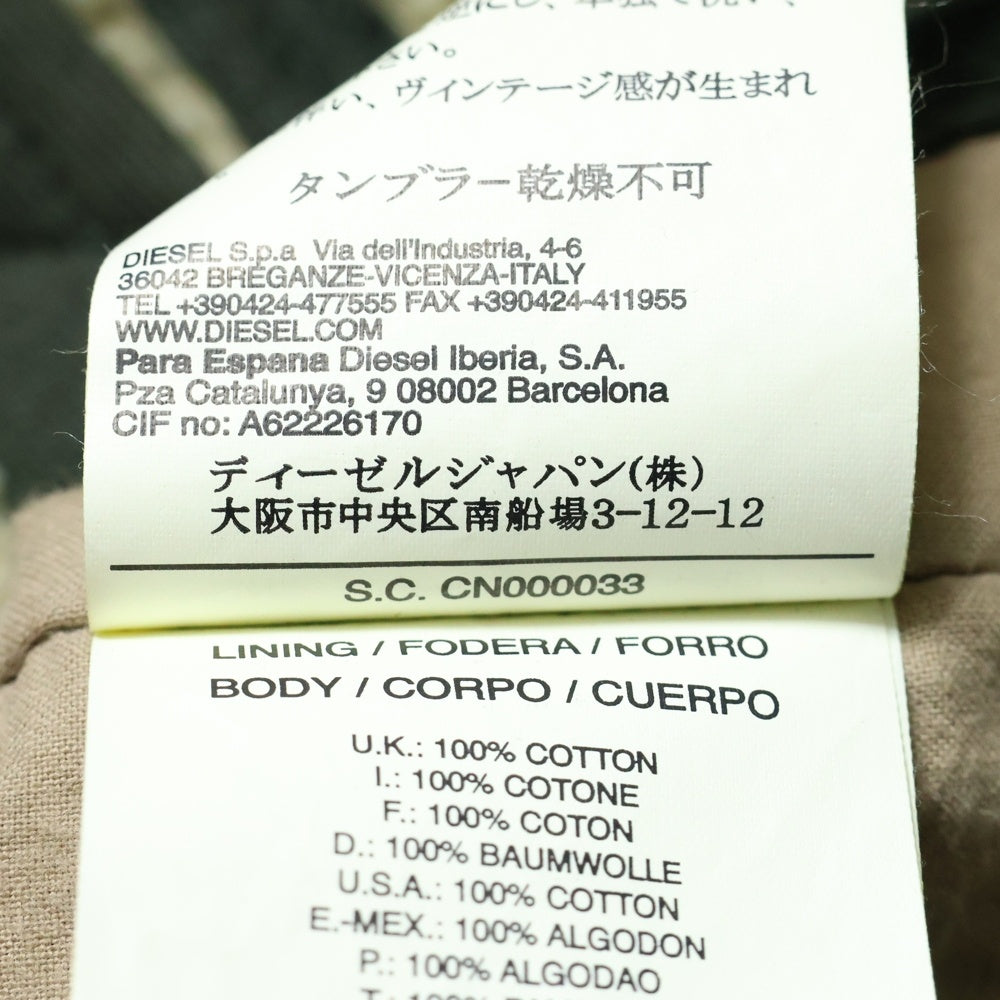 にし、
さい。
ヴィンテージ感が生まれ
タンブラー乾燥不可
DIESEL S.p.a Via dell'Industria, 4-6
36042 BREGANZE-VICENZA-ITALY
TEL +390424-477555 FAX +390424-411955
WWW.DIESEL.COM
Para Espana Diesel Iberia, S.A.
Pza Catalunya, 9 08002 Barcelona
CIF no: A62226170
ディーゼルジャパン(株)
大阪市中央区南船場3-12-12
S.C. CN000033
LINING / FODERA / FORRO
BODY / CORPO / CUERPO
U.K.: 100% COTTON
I.: 100% COTONE
F.: 100% COTON
D.: 100% BAUMWOLLE
U.S.A.: 100% COTTON
E.-MEX.: 100% ALGODON
P.: 100% ALGODAO